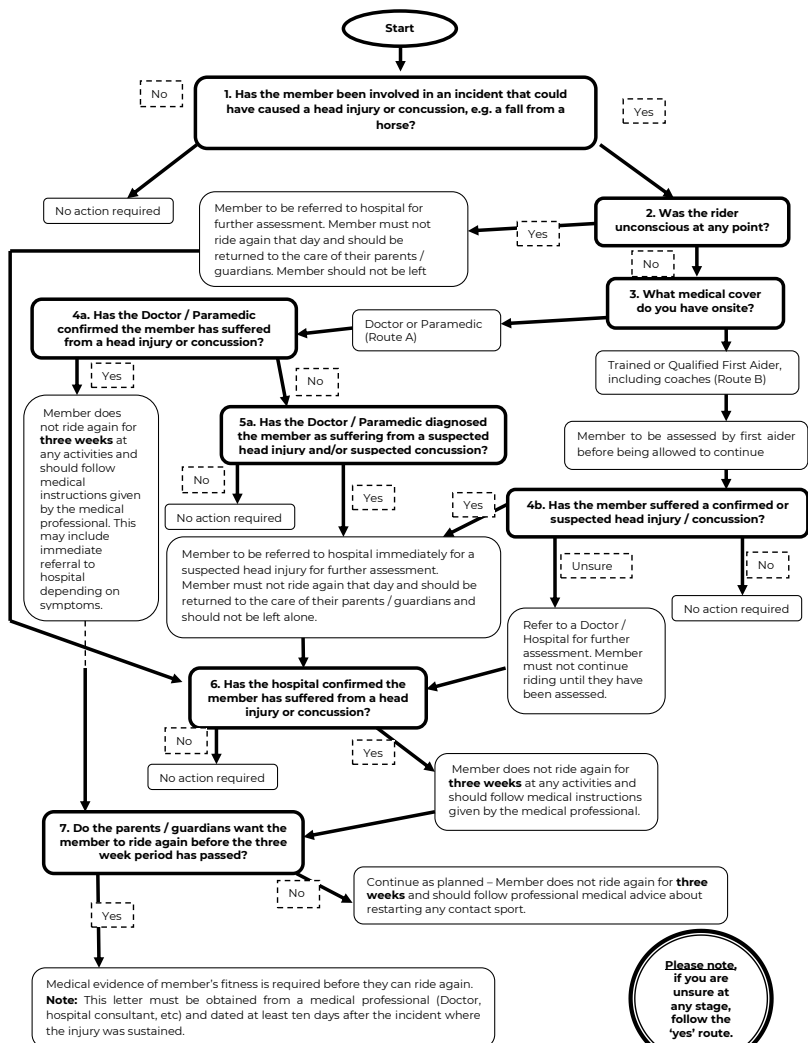 Start
No
1. Has the member been involved in an incident that could
have caused a head injury or concussion, e.g. a fall from a
horse?
Yes
No action required
Member to be referred to hospital for
further assessment. Member must not
ride again that day and should be
returned to the care of their parents /
guardians. Member should not be left
Yes
2. Was the rider
unconscious at any point?
No
3. What medical cover
do you have onsite?
Doctor or Paramedic
(Route A)
4a. Has the Doctor / Paramedic
confirmed the member has suffered
from a head injury or concussion?
Trained or Qualified First Aider,
including coaches (Route B)
Yes
No
Member does
not ride again for
three weeks at
any activities and
should follow
medical
instructions given
by the medical
professional. This
may include
immediate
referral to
hospital
depending on
symptoms.
5a. Has the Doctor / Paramedic diagnosed
the member as suffering from a suspected
head injury and/or suspected concussion?
Member to be assessed by first aider
before being allowed to continue
No
No action required
Yes
Yes
4b. Has the member suffered a confirmed or
suspected head injury / concussion?
Member to be referred to hospital immediately for a
suspected head injury for further assessment.
Member must not ride again that day and should be
returned to the care of their parents / guardians and
should not be left alone.
Unsure
No
No action required
Refer to a Doctor /
Hospital for further
assessment. Member
must not continue
riding until they have
been assessed.
6. Has the hospital confirmed the
member has suffered from a head
injury or concussion?
No
Yes
No action required
Member does not ride again for
three weeks at any activities and
should follow medical instructions
given by the medical professional.
7. Do the parents / guardians want the
member to ride again before the three
week period has passed?
No
Continue as planned – Member does not ride again for three
weeks and should follow professional medical advice about
restarting any contact sport.
Yes
Medical evidence of member's fitness is required before they can ride again.
Note: This letter must be obtained from a medical professional (Doctor,
hospital consultant, etc) and dated at least ten days after the incident where
the injury was sustained.
Please note,
if you are
unsure at
any stage,
follow the
'yes' route.